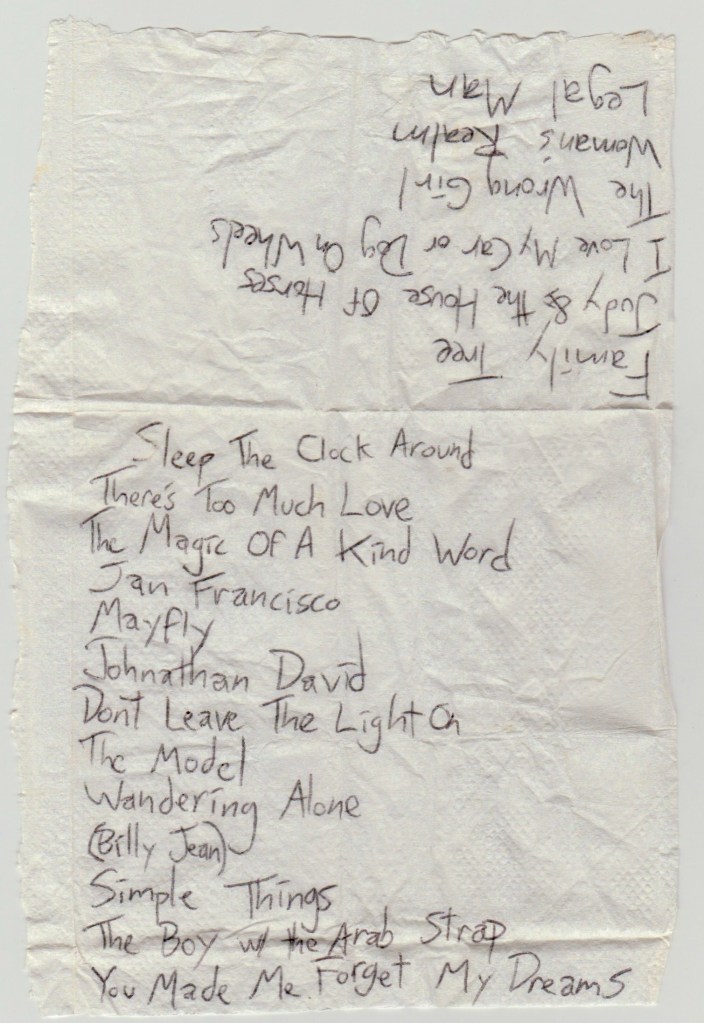 Sleep The Clock Around
There's Too Much Love
The Magic Of A Kind Word
Jan Francisco
Mayfly
Johnathan David
Dont Leave The Light On
The Model
Wandering Alone
(Billy Jean)
Simple Things
The Boy w/ the Arab Strap
You Made Me Forget My Dreams
Family Tree
Judy & the House Of Horses
I Love My Car or Dog On Wheels
The Wrong Girl
Woman's Realm
Legal Man